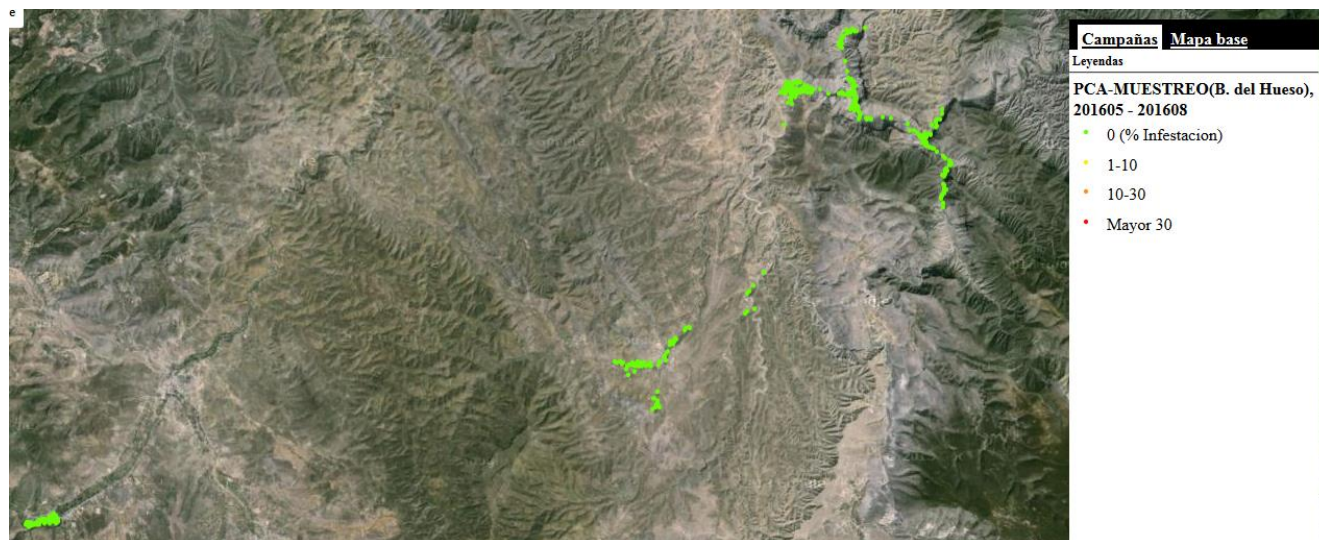 e
Campañas Mapa base
Leyendas
PCA-MUESTREO(B. del Hueso),
201605 - 201608
0 (% Infestacion)
1-10
10-30
Mayor 30